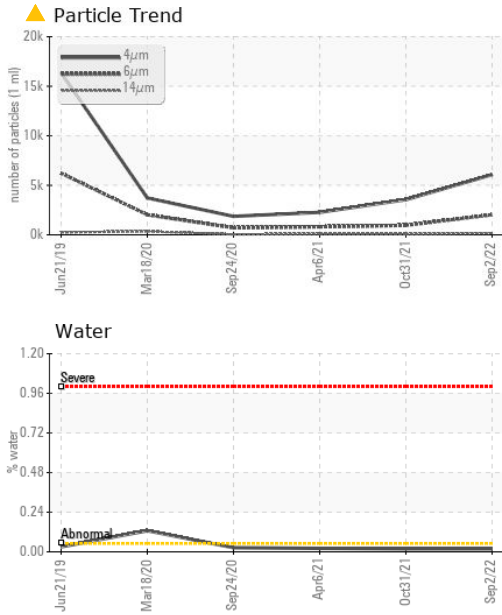 Particle Trend
20k
15k
10k
5k
0k
number of particles (1 ml)
4μm
6μm
14μm
Jun21/19
Mar18/20
Sep24/20
Apr6/21
Oct31/21
Sep2/22
Water
1.20
0.96
0.72
0.48
0.24
0.00
% water
Severe
Abnormal
Jun21/19
Mar18/20
Sep24/20
Apr6/21
Oct31/21
Sep2/22